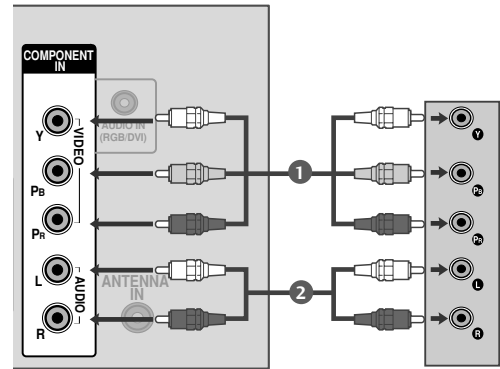 COMPONENT
IN
AUDIO IN
(RGB/DVI)
Y
VIDEO
PB
PR
L
AUDIO
R
ANTENNA
IN
1
2
Y
PB
PR
L
R